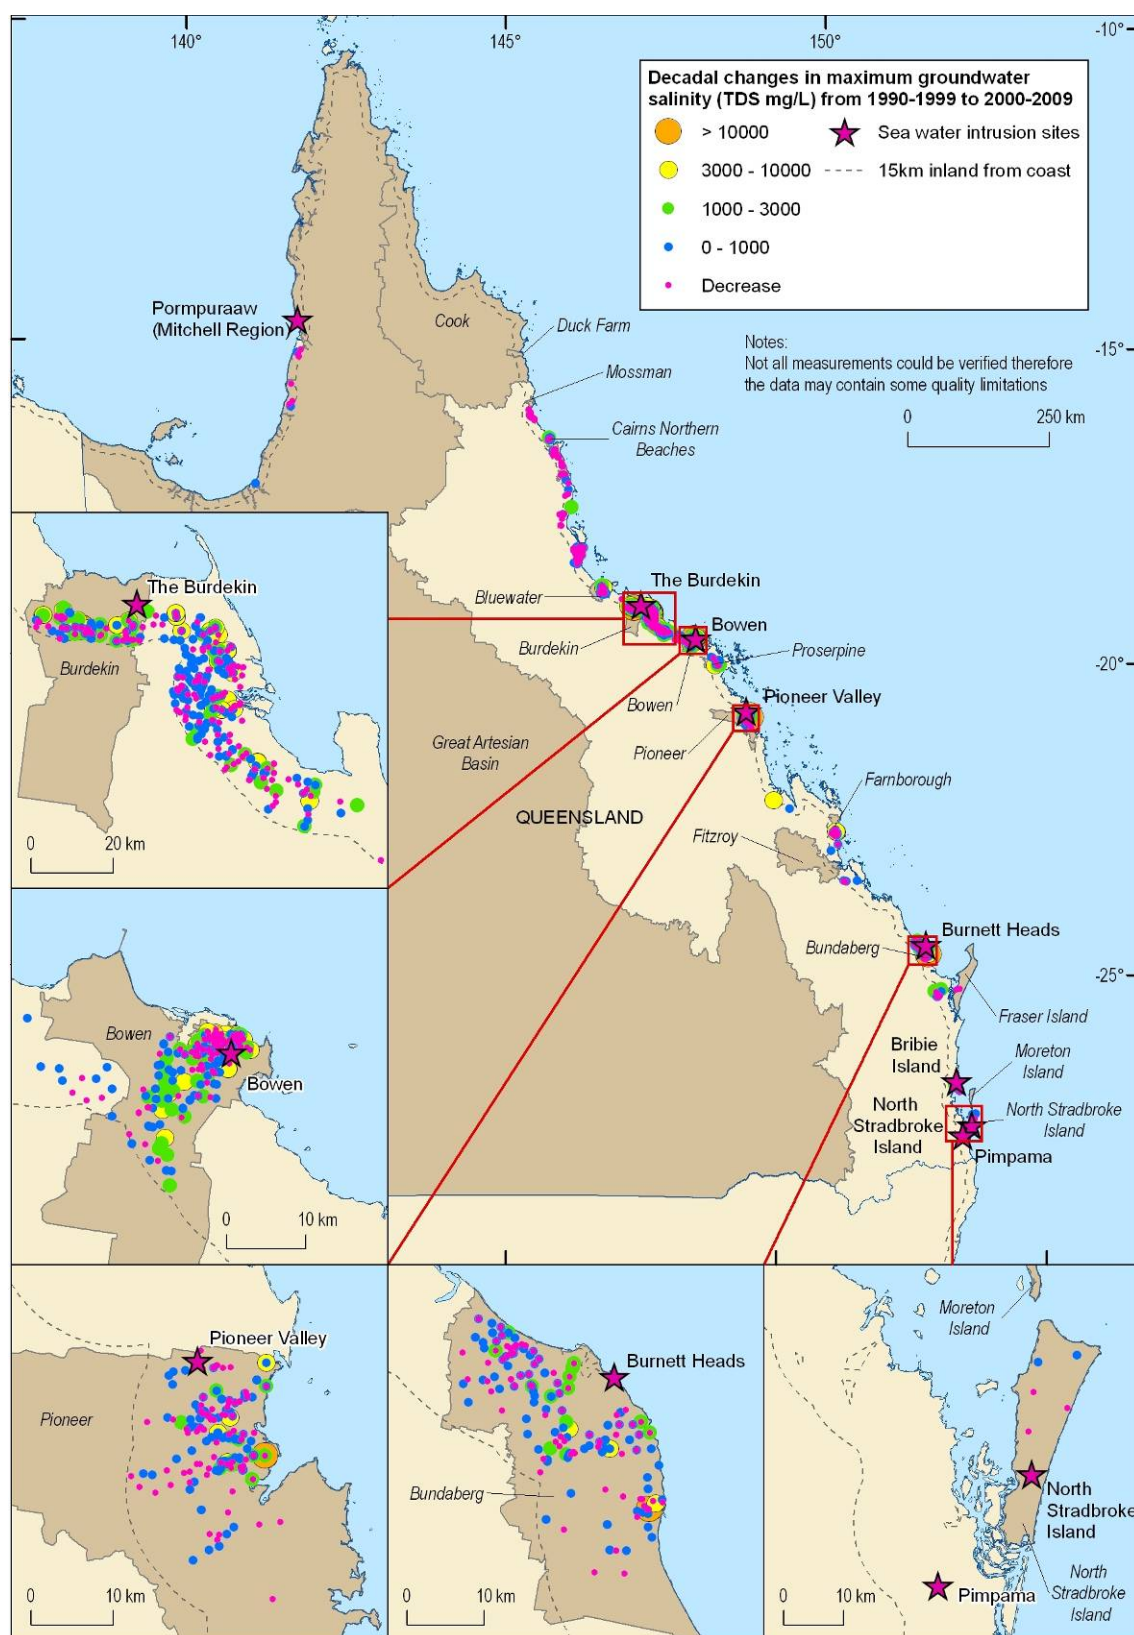 140°
145°
150°
-10°
Decadal changes in maximum groundwater
salinity (TDS mg/L) from 1990-1999 to 2000-2009
> 10000
Sea water intrusion sites
3000 - 10000
15km inland from coast
1000 - 3000
0 - 1000
Decrease
Pormpuraaw
(Mitchell Region)
Cook
Duck Farm
Notes:
Not all measurements could be verified therefore
the data may contain some quality limitations
-15°
Mossman
0 250 km
Cairns Northern
Beaches
The Burdekin
Bluewater
Bowen
Burdekin
Proserpine
-20°
Bowen
Pioneer Valley
Great Artesian
Basin
Pioneer
Farnborough
QUEENSLAND
Fitzroy
Burnett Heads
Bundaberg
-25°
Fraser Island
Bribie
Island
Moreton
Island
North
Stradbroke
Island
North Stradbroke
Island
Pimpama
The Burdekin
Burdekin
0 20 km
Bowen
Bowen
0 10 km
Pioneer Valley
Pioneer
0 10 km
Burnett Heads
Bundaberg
0 10 km
Moreton
Island
North
Stradbroke
Island
Pimpama
North
Stradbroke
Island
0 10 km